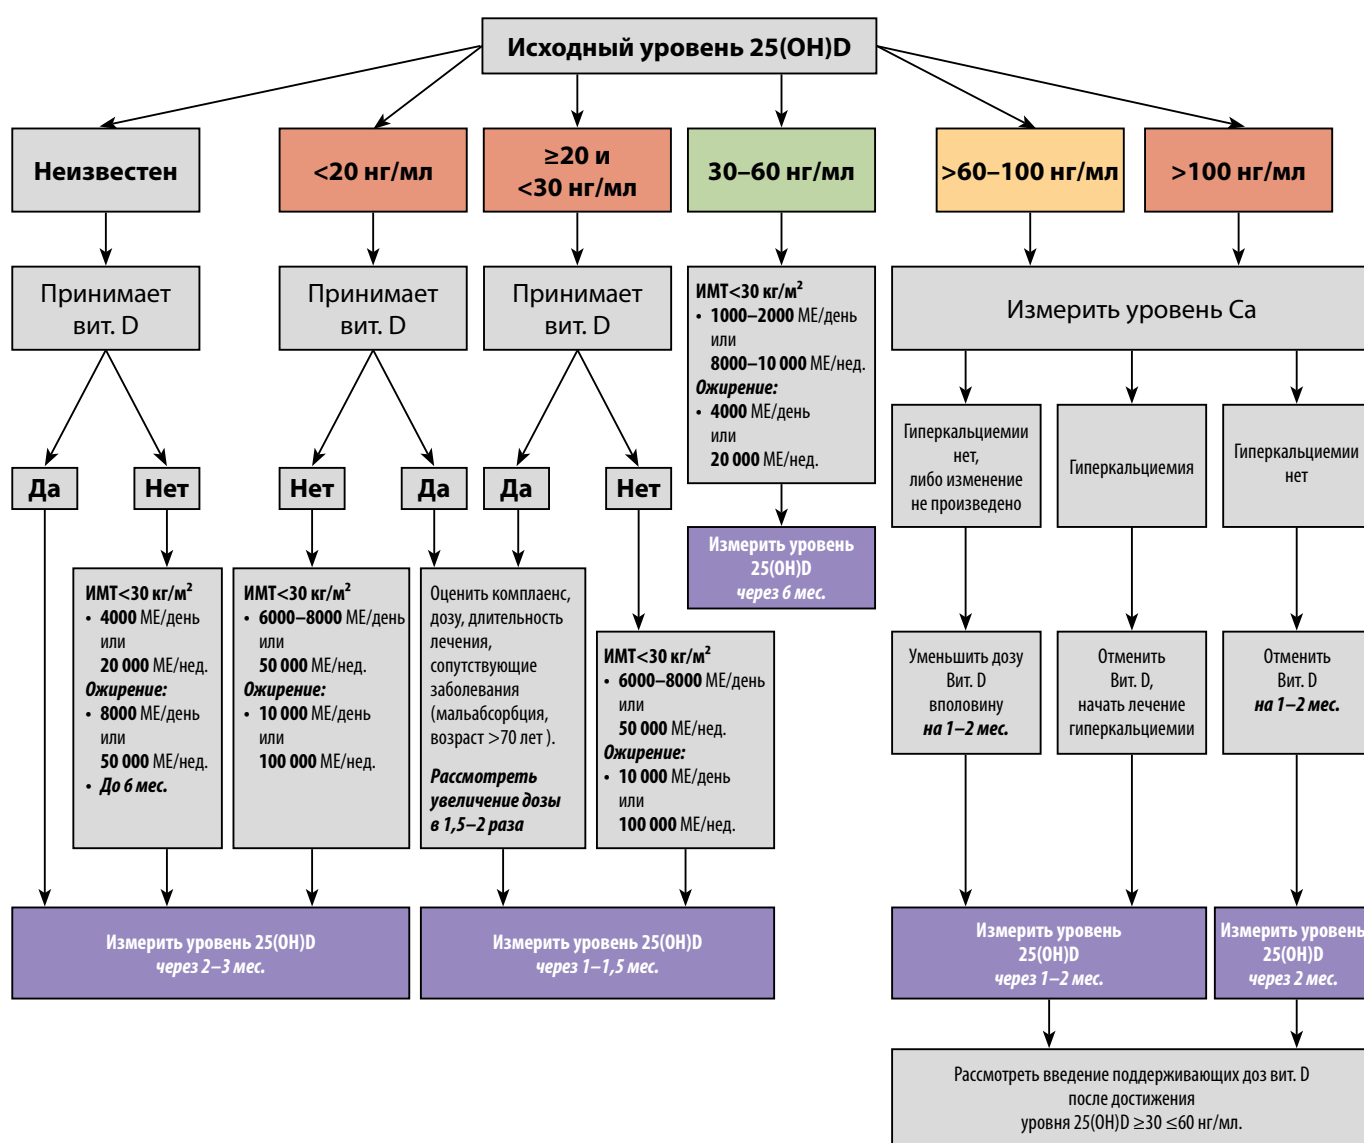 Исходный уровень 25(OH)D
Неизвестен
<20 нг/мл
≥20 и
<30 нг/мл
30–60 нг/мл
>60–100 нг/мл
>100 нг/мл
Принимает
вит. D
Принимает
вит. D
Принимает
вит. D
ИМТ<30 кг/м²
• 1000–2000 МЕ/день
или
8000–10 000 МЕ/нед.
Ожирение:
• 4000 МЕ/день
или
20 000 МЕ/нед.
Измерить уровень Ca
Да
Нет
Нет
Да
Да
Нет
Гиперкальциемии
нет,
либо изменение
не произведено
Гиперкальциемия
Гиперкальциемии
нет
Измерить уровень
25(OH)D
через 6 мес.
ИМТ<30 кг/м²
• 4000 МЕ/день
или
20 000 МЕ/нед.
Ожирение:
• 8000 МЕ/день
или
50 000 МЕ/нед.
• До 6 мес.
ИМТ<30 кг/м²
• 6000–8000 МЕ/день
или
50 000 МЕ/нед.
Ожирение:
• 10 000 МЕ/день
или
100 000 МЕ/нед.
Оценить комплаенс,
дозу, длительность
лечения,
сопутствующие
заболевания
(мальабсорбция,
возраст >70 лет ).
Рассмотреть
увеличение дозы
в 1,5–2 раза
ИМТ<30 кг/м²
• 6000–8000 МЕ/день
или
50 000 МЕ/нед.
Ожирение:
• 10 000 МЕ/день
или
100 000 МЕ/нед.
Уменьшить дозу
Вит. D
вполовину
на 1–2 мес.
Отменить
Вит. D,
начать лечение
гиперкальциемии
Отменить
Вит. D
на 1–2 мес.
Измерить уровень 25(OH)D
через 2–3 мес.
Измерить уровень 25(OH)D
через 1–1,5 мес.
Измерить уровень
25(OH)D
через 1–2 мес.
Измерить уровень
25(OH)D
через 2 мес.
Рассмотреть введение поддерживающих доз вит. D
после достижения
уровня 25(OH)D ≥30 ≤60 нг/мл.